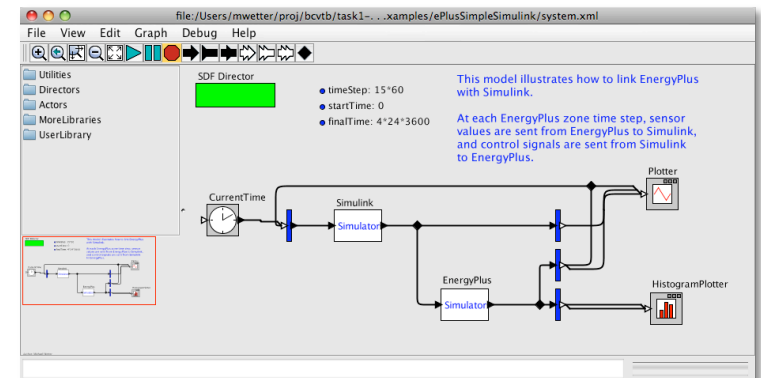 file:/Users/mwetter/proj/bcvtb/task1-. . .xamples/ePlusSimpleSimulink/system.xml
File View Edit Graph Debug Help
Utilities
Directors
Actors
MoreLibraries
UserLibrary
SDF Director
timeStep: 15*60
startTime: 0
finalTime: 4*24*3600
This model illustrates how to link EnergyPlus
with Simulink.
At each EnergyPlus zone time step, sensor
values are sent from EnergyPlus to Simulink,
and control signals are sent from Simulink
to EnergyPlus.
Plotter
CurrentTime
Simulink
Simulator
EnergyPlus
Simulator
HistogramPlotter